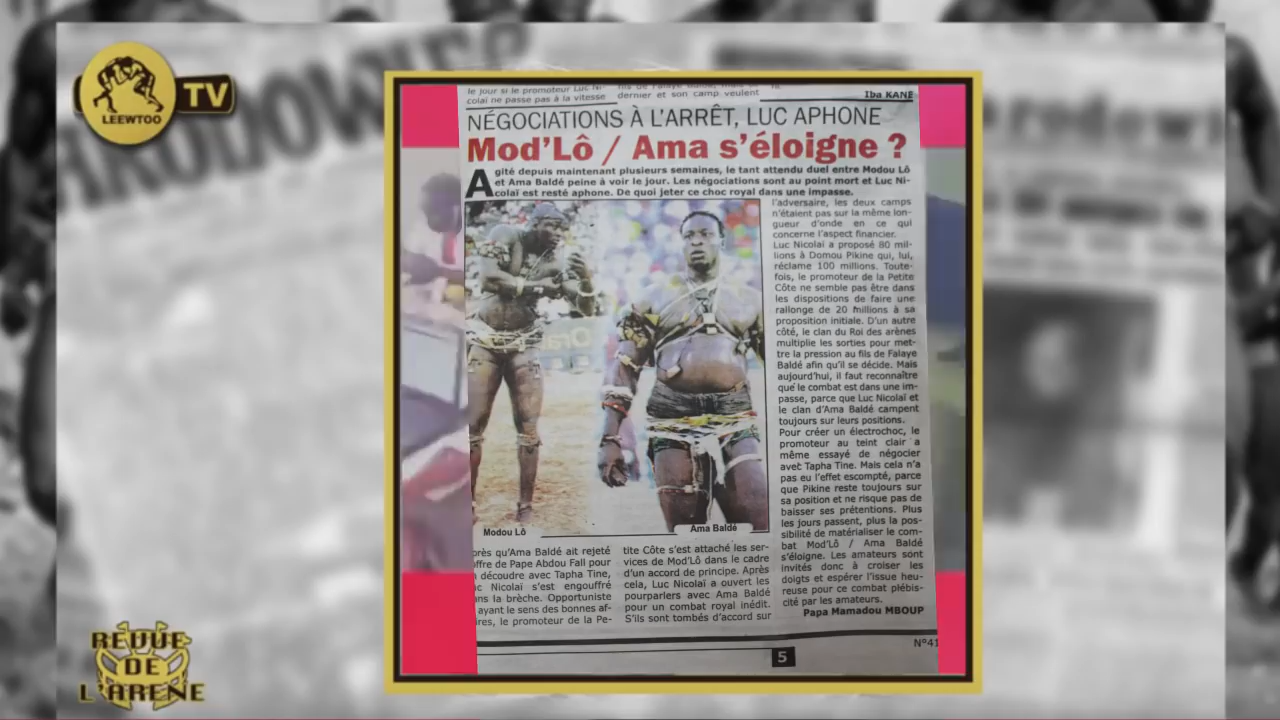 LEEWTOO
TV
le jour si le promoteur Luc Ni-
colaï ne passe pas à la vitesse
dernier et son camp veulent
Iba KANE
NÉGOCIATIONS À L'ARRÊT, LUC APHONE
Mod'Lô / Ama s'éloigne ?
Agité depuis maintenant plusieurs semaines, le tant attendu duel entre Modou Lô
et Ama Baldé peine à voir le jour. Les négociations sont au point mort et Luc Ni-
colaï est resté aphone. De quoi jeter ce choc royal dans une impasse.
Modou Lô
Ama Baldé
près qu'Ama Baldé ait rejeté
offre de Pape Abdou Fall pour
découdre avec Tapha Tine,
uc Nicolaï s'est engouffré
ans la brèche. Opportuniste
ayant le sens des bonnes af-
ires, le promoteur de la Pe-
tite Côte s'est attaché les ser-
vices de Mod'Lô dans le cadre
d'un accord de principe. Après
cela, Luc Nicolaï a ouvert les
pourparlers avec Ama Baldé
pour un combat royal inédit.
S'ils sont tombés d'accord sur
l'adversaire, les deux camps
n'étaient pas sur la même lon-
gueur d'onde en ce qui
concerne l'aspect financier.
Luc Nicolaï a proposé 80 mil-
lions à Domou Pikine qui, lui,
réclame 100 millions. Toute-
fois, le promoteur de la Petite
Côte ne semble pas être dans
les dispositions de faire une
rallonge de 20 millions à sa
proposition initiale. D'un autre
côté, le clan du Roi des arènes
multiplie les sorties pour met-
tre la pression au fils de Falaye
Baldé afin qu'il se décide. Mais
aujourd'hui, il faut reconnaître
que le combat est dans une im-
passe, parce que Luc Nicolaï et
le clan d'Ama Baldé campent
toujours sur leurs positions.
Pour créer un électrochoc, le
promoteur au teint clair a
même essayé de négocier
avec Tapha Tine. Mais cela n'a
pas eu l'effet escompté, parce
que Pikine reste toujours sur
sa position et ne risque pas de
baisser ses prétentions. Plus
les jours passent, plus la pos-
sibilité de matérialiser le com-
bat Mod'Lô / Ama Baldé
s'éloigne. Les amateurs sont
invités donc à croiser les
doigts et espérer l'issue heu-
reuse pour ce combat plébis-
cité par les amateurs.
Papa Mamadou MBOUP
N°41
5
REVUE
DE
L'ARENE